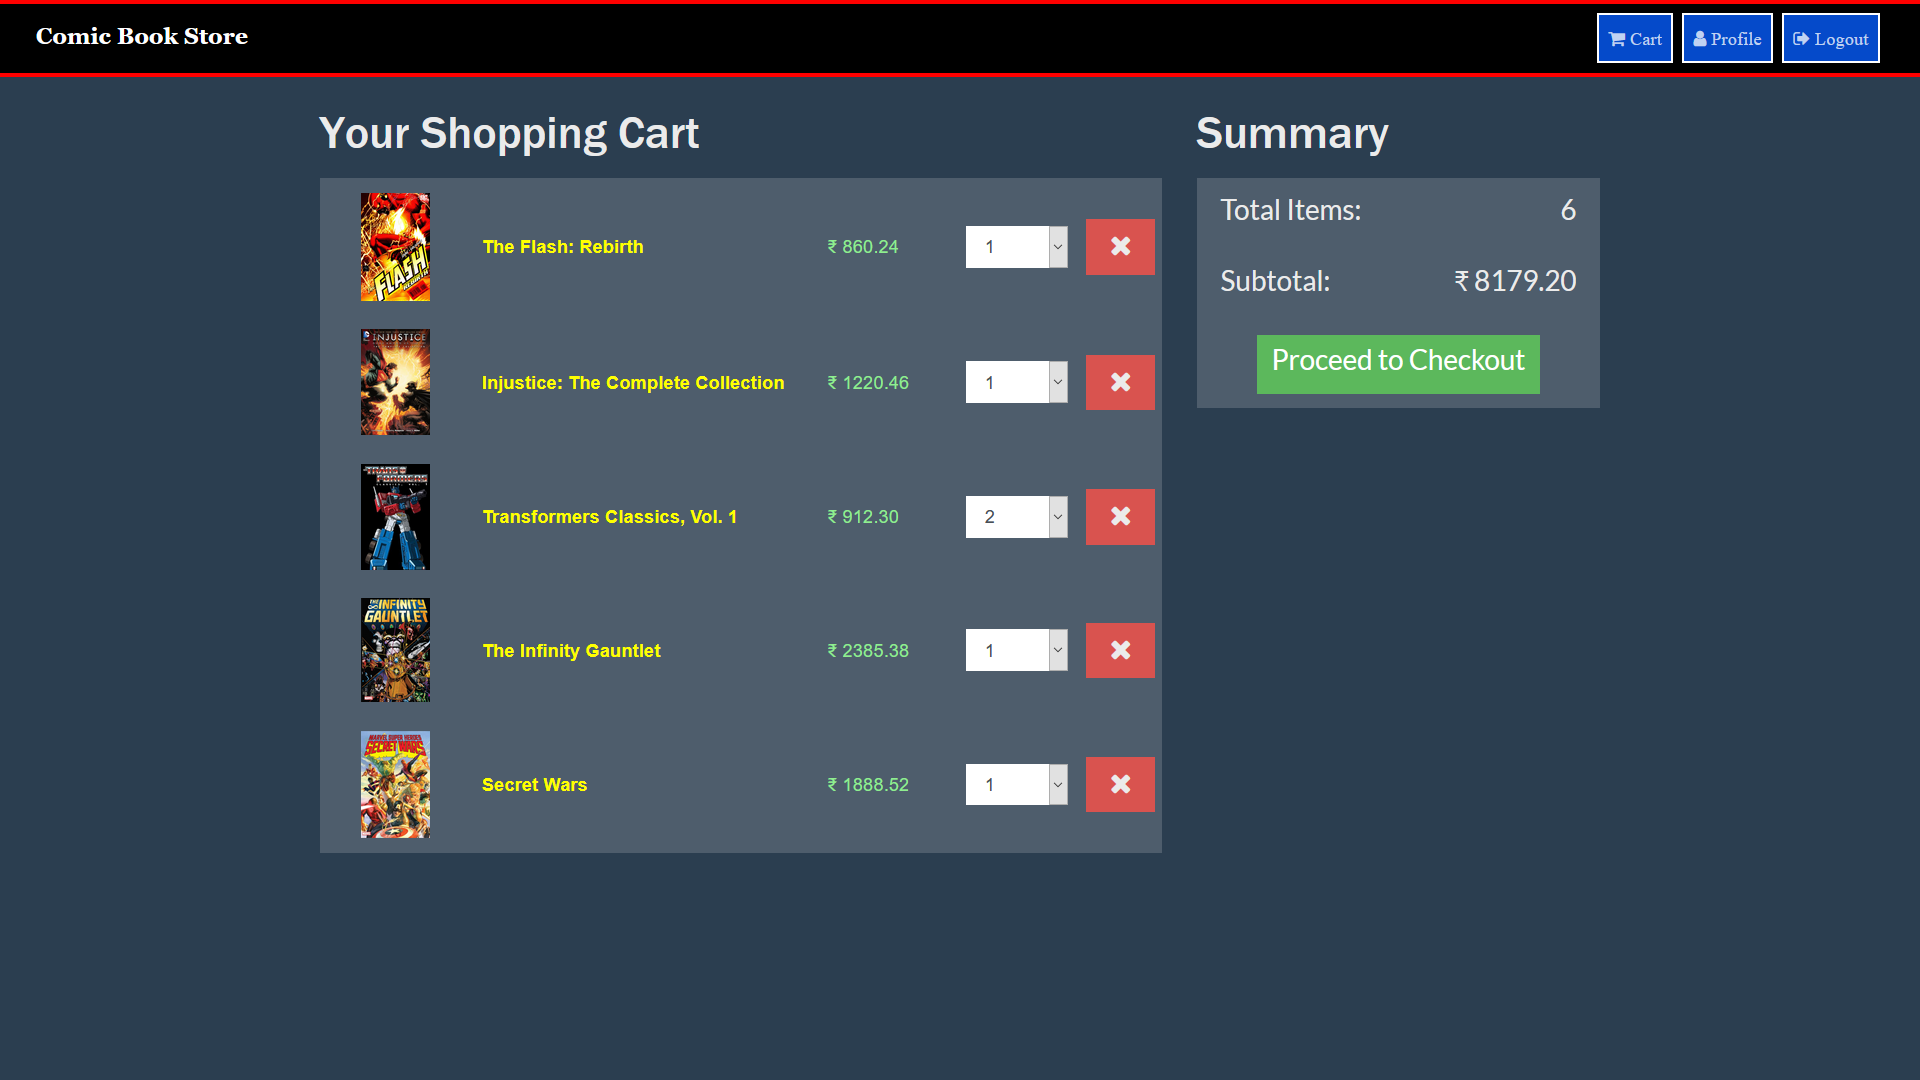 Comic Book Store
Cart
Profile
Logout
Your Shopping Cart
Summary
FLASH
The Flash: Rebirth
₹ 860.24
1
INJUSTICE
Injustice: The Complete Collection
₹ 1220.46
1
TRANSFORMERS
Transformers Classics, Vol. 1
₹ 912.30
2
THE INFINITY
GAUNTLET
The Infinity Gauntlet
₹ 2385.38
1
MARVEL SUPER HEROES
SECRET WARS
Secret Wars
₹ 1888.52
1
Total Items:
6
Subtotal:
₹ 8179.20
Proceed to Checkout